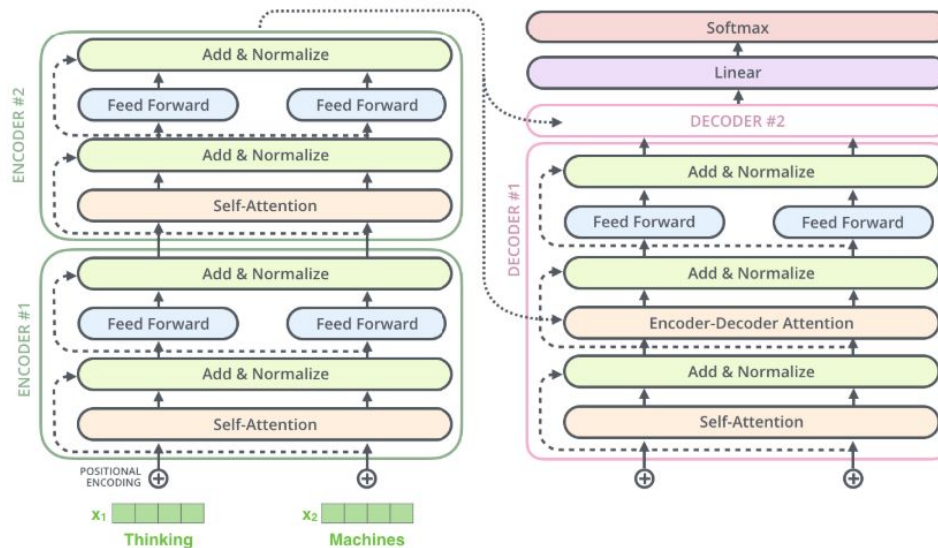 ENCODER #2
Add & Normalize
Feed Forward
Feed Forward
Add & Normalize
Self-Attention
ENCODER #1
Add & Normalize
Feed Forward
Feed Forward
Add & Normalize
Self-Attention
POSITIONAL
ENCODING
x₁
x₂
Thinking
Machines
Softmax
Linear
DECODER #2
DECODER #1
Add & Normalize
Feed Forward
Feed Forward
Add & Normalize
Encoder-Decoder Attention
Add & Normalize
Self-Attention